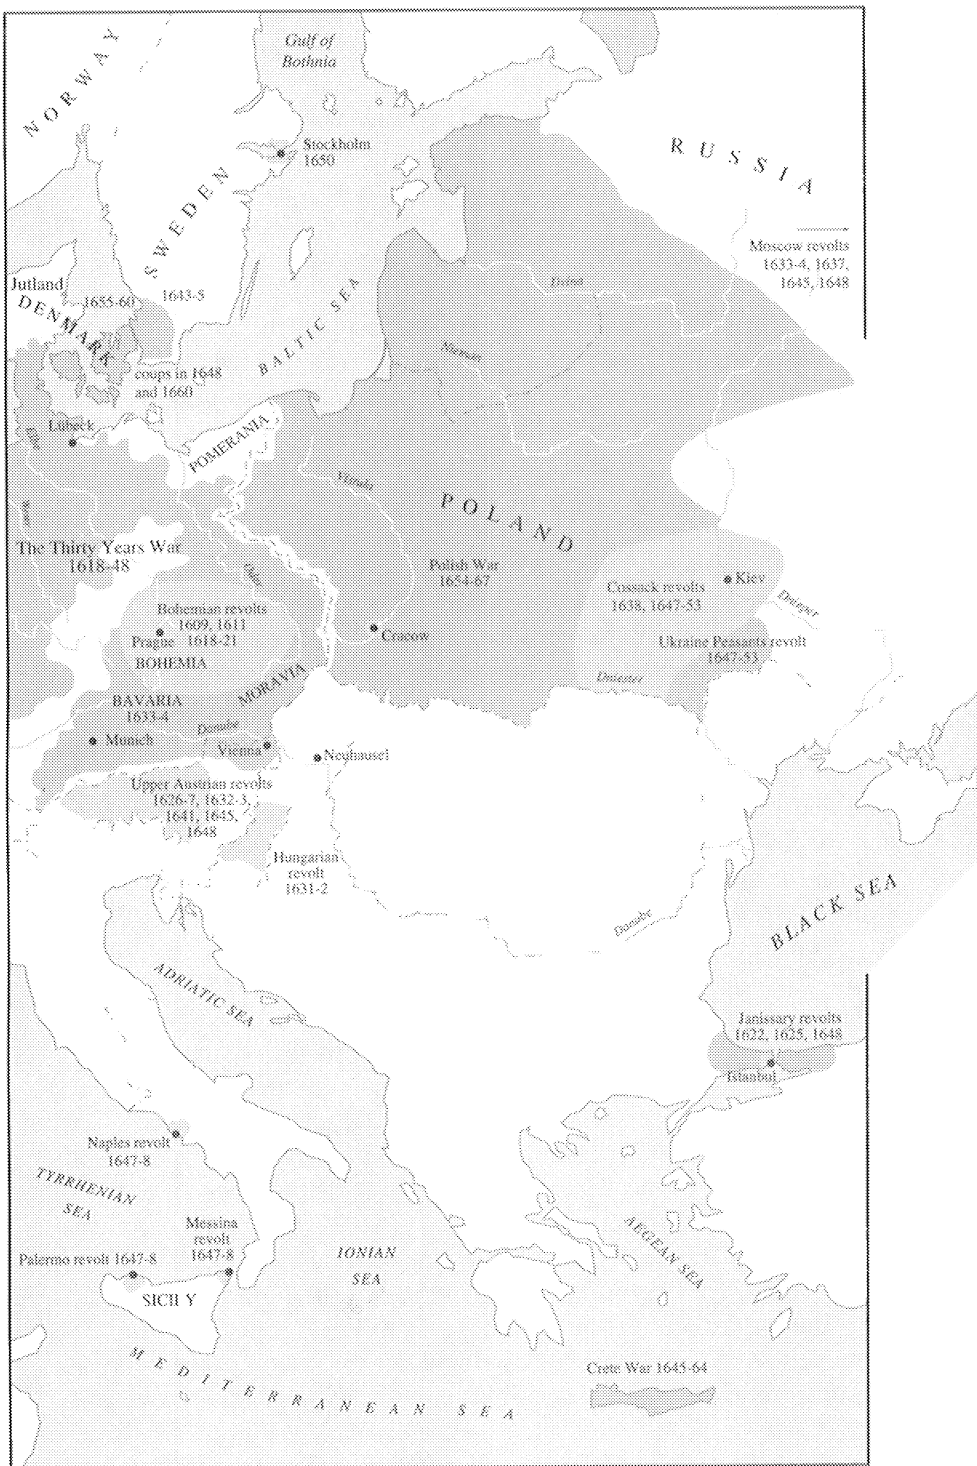 NORWAY
Gulf of
Bothnia
RUSSIA
Stockholm
1650
SWEDEN
Moscow revolts
1633-4, 1637,
1645, 1648
Jutland
1655-60
1643-5
DENMARK
BALTIC SEA
Nieman
coups in 1648
and 1660
Lübeck
Elbe
POMERANIA
Vistula
POLAND
The Thirty Years War
1618-48
Oder
Polish War
1654-67
Cossack revolts
1638, 1647-53
Kiev
Dnieper
Bohemian revolts
1609, 1611
Prague 1618-21
BOHEMIA
Cracow
Ukraine Peasants revolt
1647-53
Dniester
MORAVIA
BAVARIA
1633-4
Munich
Danube
Vienna
Neuhausel
Upper Austrian revolts
1626-7, 1632-3,
1641, 1645,
1648
Hungarian
revolt
1631-2
Danube
BLACK SEA
ADRIATIC SEA
Janissary revolts
1622, 1625, 1648
Istanbul
Naples revolt
1647-8
TYRRHENIAN
SEA
Messina
revolt
1647-8
Palermo revolt 1647-8
SICILY
IONIAN
SEA
AEGEAN SEA
Crete War 1645-64
MEDITERRANEAN SEA